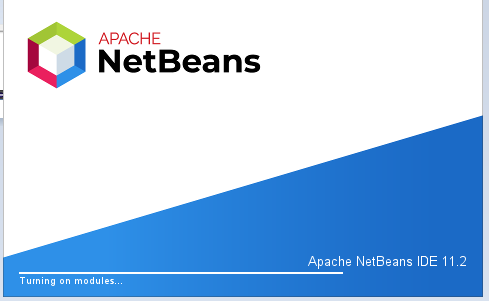 APACHE
NetBeans
Apache NetBeans IDE 11.2
Turning on modules...